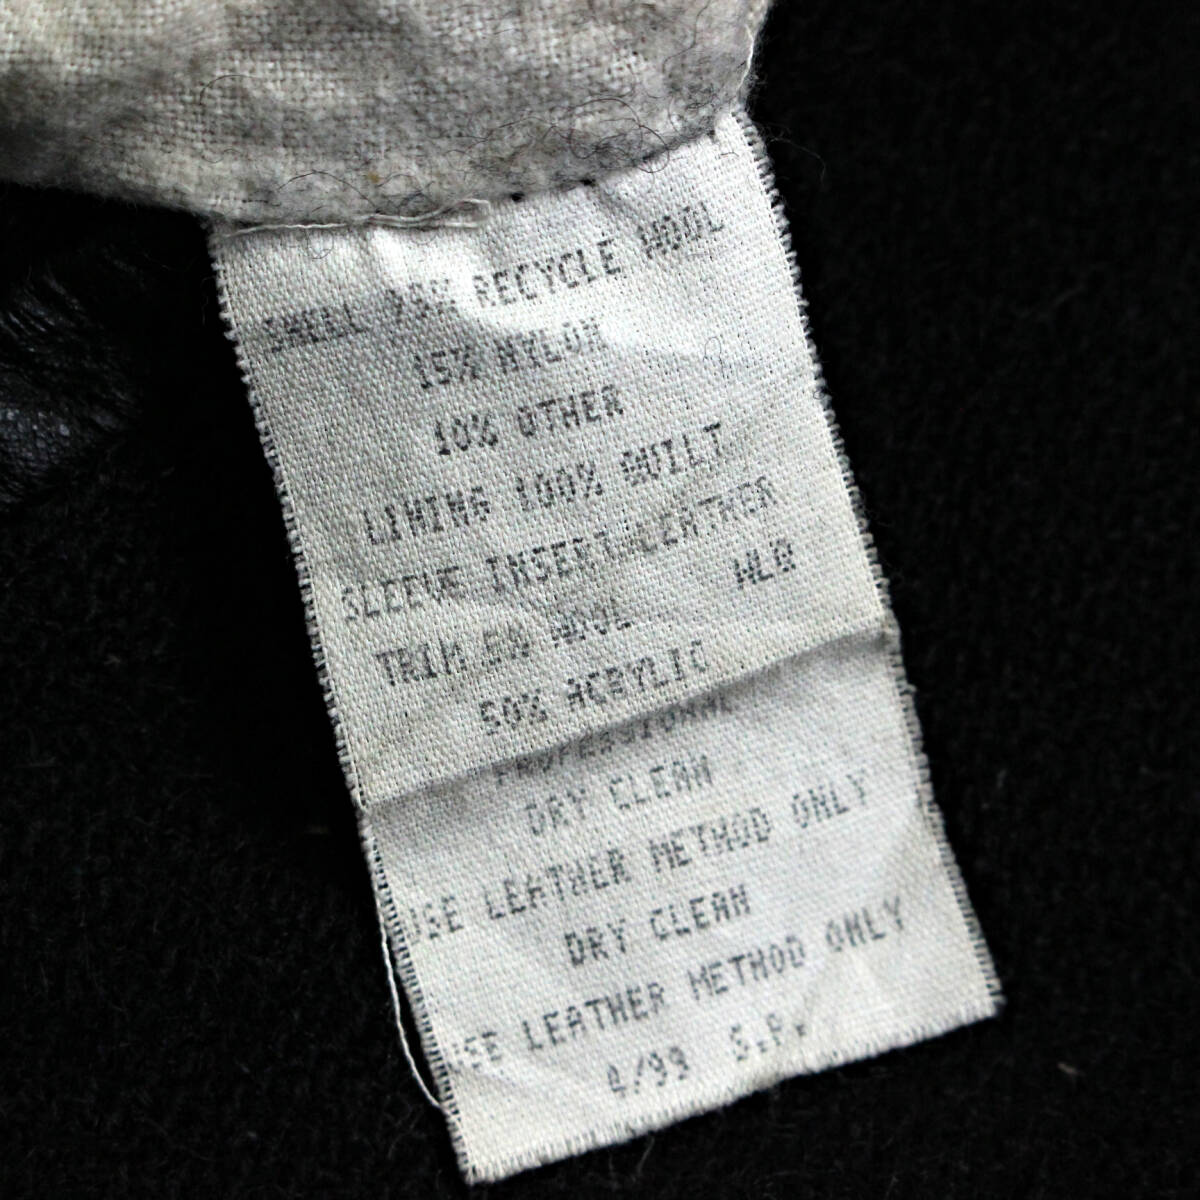 SHELL 75% RECYCLE WOOL
15% NYLON
10% OTHER
LINING 100% QUILT
SLEEVE INSERT LEATHER
TRIM 50% WOOL WLB
50% ACRYLIC
PROFESSIONAL
DRY CLEAN
USE LEATHER METHOD ONLY
DRY CLEAN
USE LEATHER METHOD ONLY
4/99 S.P.